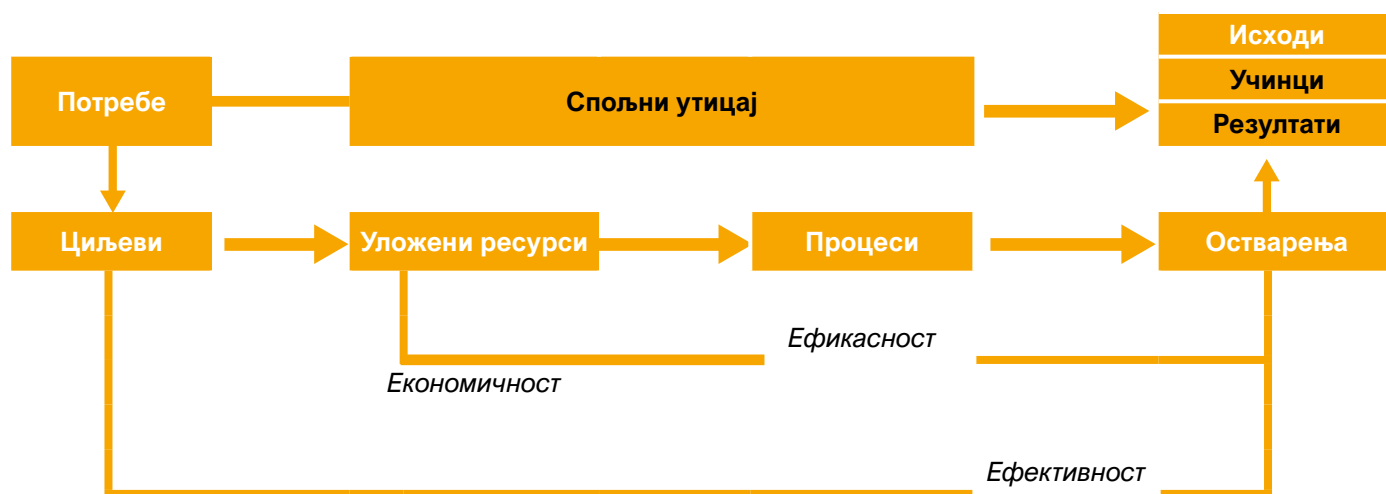 Исходи
Потребе
Спољни утицај
Учинци
Резултати
Циљеви
Уложени ресурси
Процеси
Остварења
Ефикасност
Економичност
Ефективност